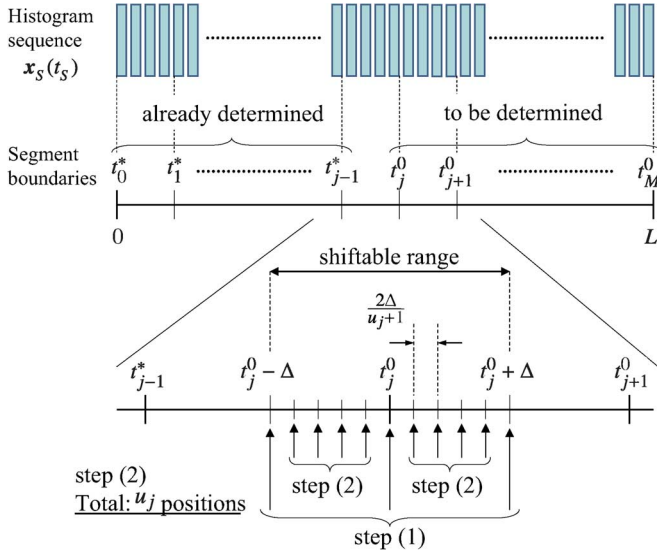 Histogram
sequence
x_S(t_S)
already determined
to be determined
Segment
boundaries
t_0^* t_1^* t_{j-1}^* t_j^0 t_{j+1}^0 t_M^0
0 L
shiftable range
2Δ/u_{j+1}
t_{j-1}^* t_j^0 − Δ t_j^0 t_j^0 + Δ t_{j+1}^0
step (2) step (2)
step (2)
Total: u_j positions
step (1)